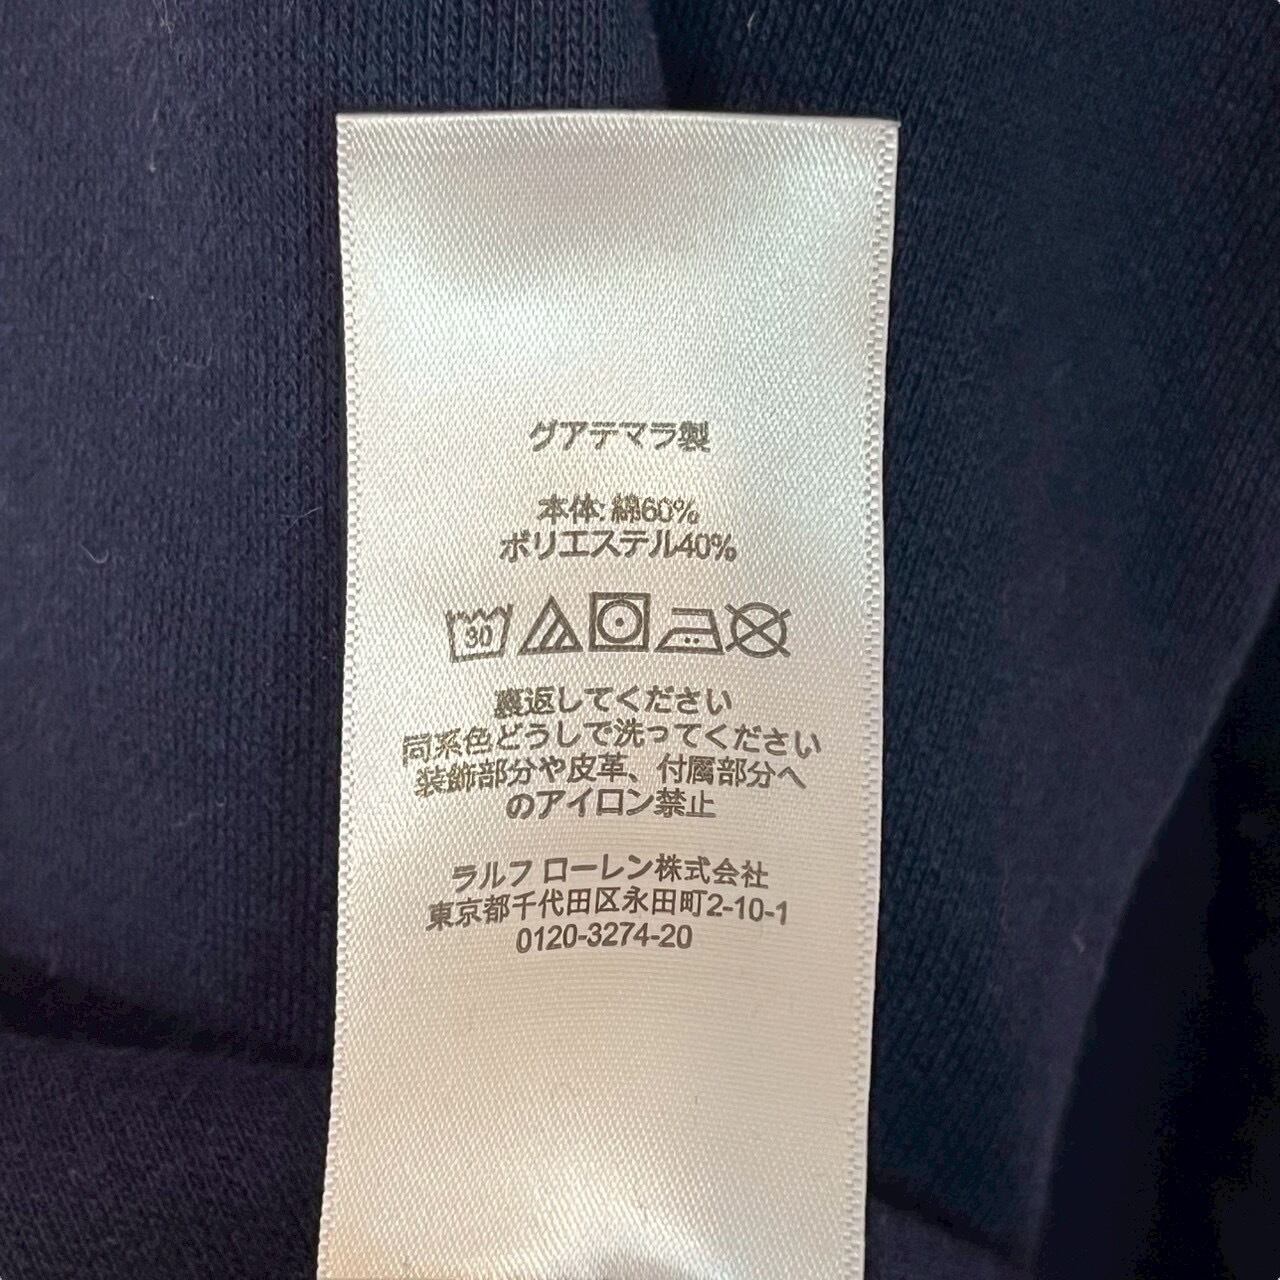 グアテマラ製
本体: 綿60%
ポリエステル40%
30
裏返してください
同系色どうしで洗ってください
装飾部分や皮革、付属部分へ
のアイロン禁止
ラルフ ローレン株式会社
東京都千代田区永田町2-10-1
0120-3274-20